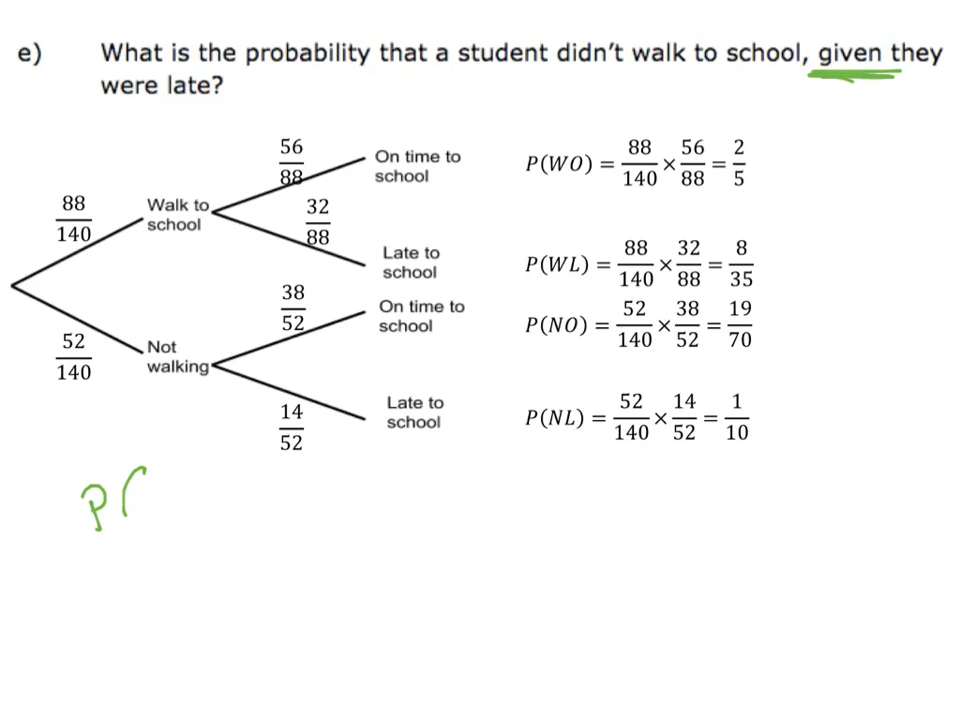 e) What is the probability that a student didn't walk to school, given they
were late?
56/88
On time to
school
P(WO) = 88/140 × 56/88 = 2/5
88/140
Walk to
school
32/88
Late to
school
P(WL) = 88/140 × 32/88 = 8/35
38/52
On time to
school
P(NO) = 52/140 × 38/52 = 19/70
52/140
Not
walking
14/52
Late to
school
P(NL) = 52/140 × 14/52 = 1/10
P(